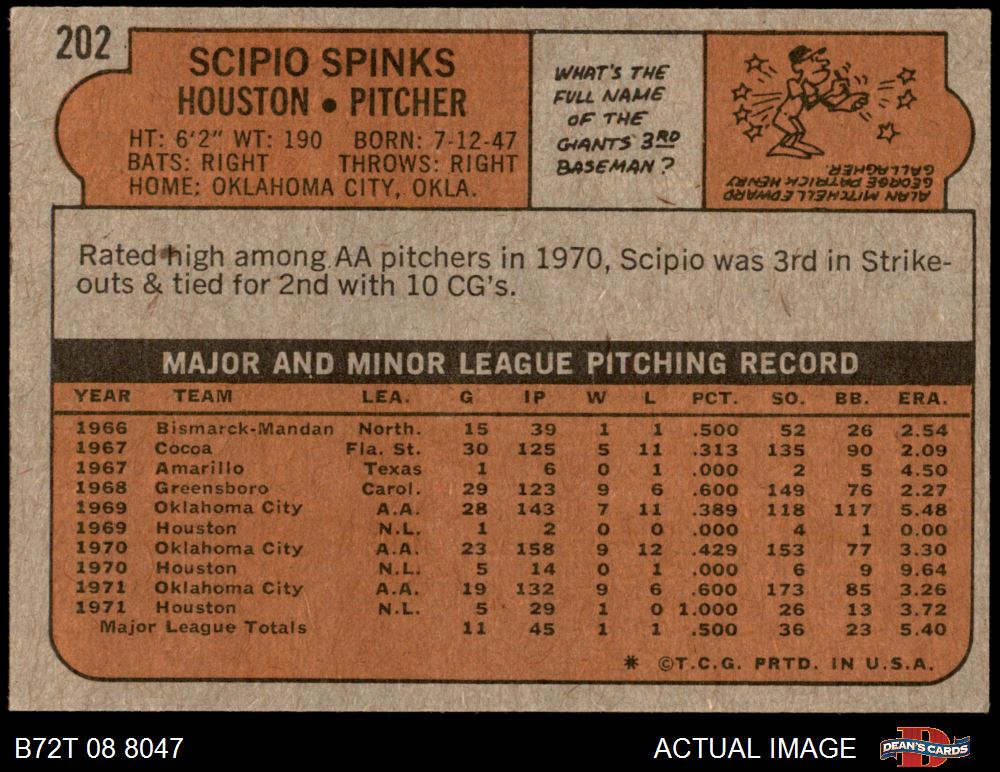 202
SCIPIO SPINKS
HOUSTON • PITCHER
HT: 6'2" WT: 190 BORN: 7-12-47
BATS: RIGHT THROWS: RIGHT
HOME: OKLAHOMA CITY, OKLA.
WHAT'S THE
FULL NAME
OF THE
GIANTS 3RD
BASEMAN?
ALAN MITCHELL EDWARD
GEORGE PATRICK HENRY
GALLAGHER.
Rated high among AA pitchers in 1970, Scipio was 3rd in Strike-
outs & tied for 2nd with 10 CG's.
MAJOR AND MINOR LEAGUE PITCHING RECORD
YEAR TEAM LEA. G IP W L PCT. SO. BB. ERA.
1966 Bismarck-Mandan North. 15 39 1 1 .500 52 26 2.54
1967 Cocoa Fla. St. 30 125 5 11 .313 135 90 2.09
1967 Amarillo Texas 1 6 0 1 .000 2 5 4.50
1968 Greensboro Carol. 29 123 9 6 .600 149 76 2.27
1969 Oklahoma City A.A. 28 143 7 11 .389 118 117 5.48
1969 Houston N.L. 1 2 0 0 .000 4 1 0.00
1970 Oklahoma City A.A. 23 158 9 12 .429 153 77 3.30
1970 Houston N.L. 5 14 0 1 .000 6 9 9.64
1971 Oklahoma City A.A. 19 132 9 6 .600 173 85 3.26
1971 Houston N.L. 5 29 1 0 1.000 26 13 3.72
Major League Totals 11 45 1 1 .500 36 23 5.40
* ©T.C.G. PRTD. IN U.S.A.
B72T 08 8047
ACTUAL IMAGE
DEAN'S CARDS